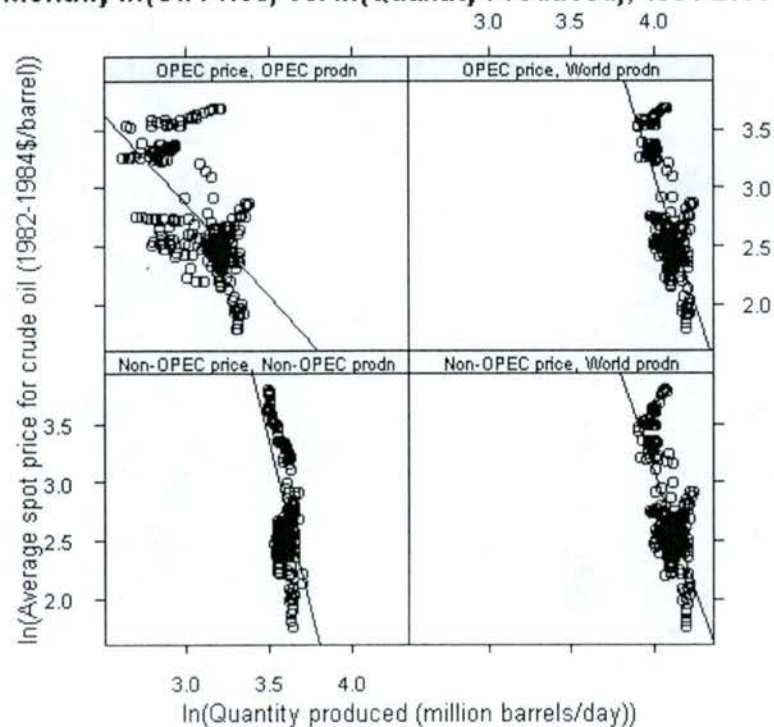 3.0 4.0
OPEC price, OPEC prodn OPEC price, World prodn
3.5
3.0
2.5
2.0
Non-OPEC price, Non-OPEC prodn Non-OPEC price, World prodn
3.5
3.0
2.5
2.0
3.0 3.5 4.0
ln(Quantity produced (million barrels/day))
ln(Average spot price for crude oil (1982-1984$/barrel))